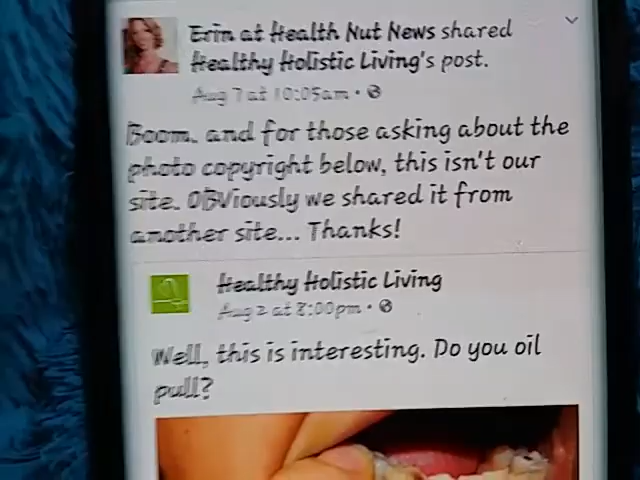 Erin at Health Nut News shared
Healthy Holistic Living's post.
Aug 7 at 10:05am ·
Boom. and for those asking about the
photo copyright below, this isn't our
site. OBViously we shared it from
another site... Thanks!
Healthy Holistic Living
Aug 2 at 8:00pm ·
Well, this is interesting. Do you oil
pull?